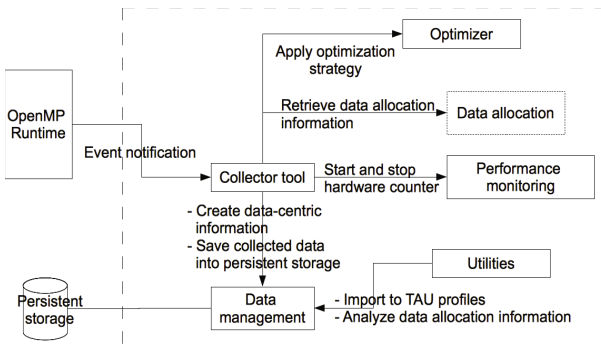 Optimizer
Apply optimization
strategy
OpenMP
Runtime
Retrieve data allocation
information
Data allocation
Event notification
Collector tool
Start and stop
hardware counter
Performance
monitoring
- Create data-centric
information
- Save collected data
into persistent storage
Utilities
Persistent
storage
Data
management
- Import to TAU profiles
- Analyze data allocation information